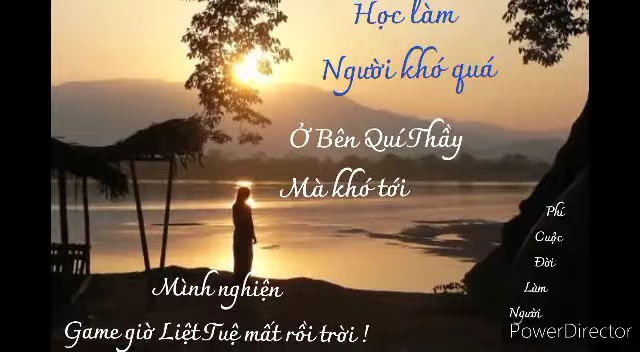 Học làm
Người khó quá
Ở Bên Quí Thầy
Mà khó tới
Phí
Cuộc
Đời
Làm
Người
Mình nghiện
Game giờ Liệt Tuệ mất rồi trời !
PowerDirector